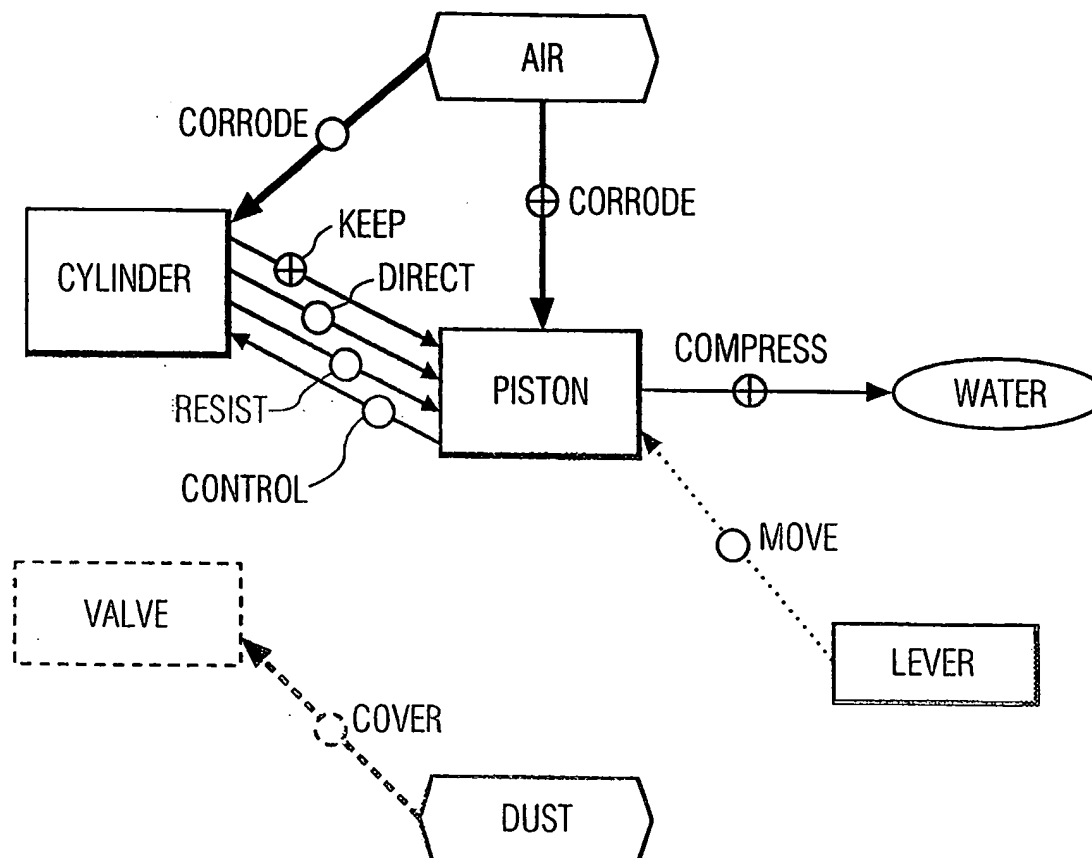 AIR
CORRODE
CORRODE
KEEP
CYLINDER
DIRECT
COMPRESS
PISTON
WATER
RESIST
CONTROL
MOVE
VALVE
LEVER
COVER
DUST